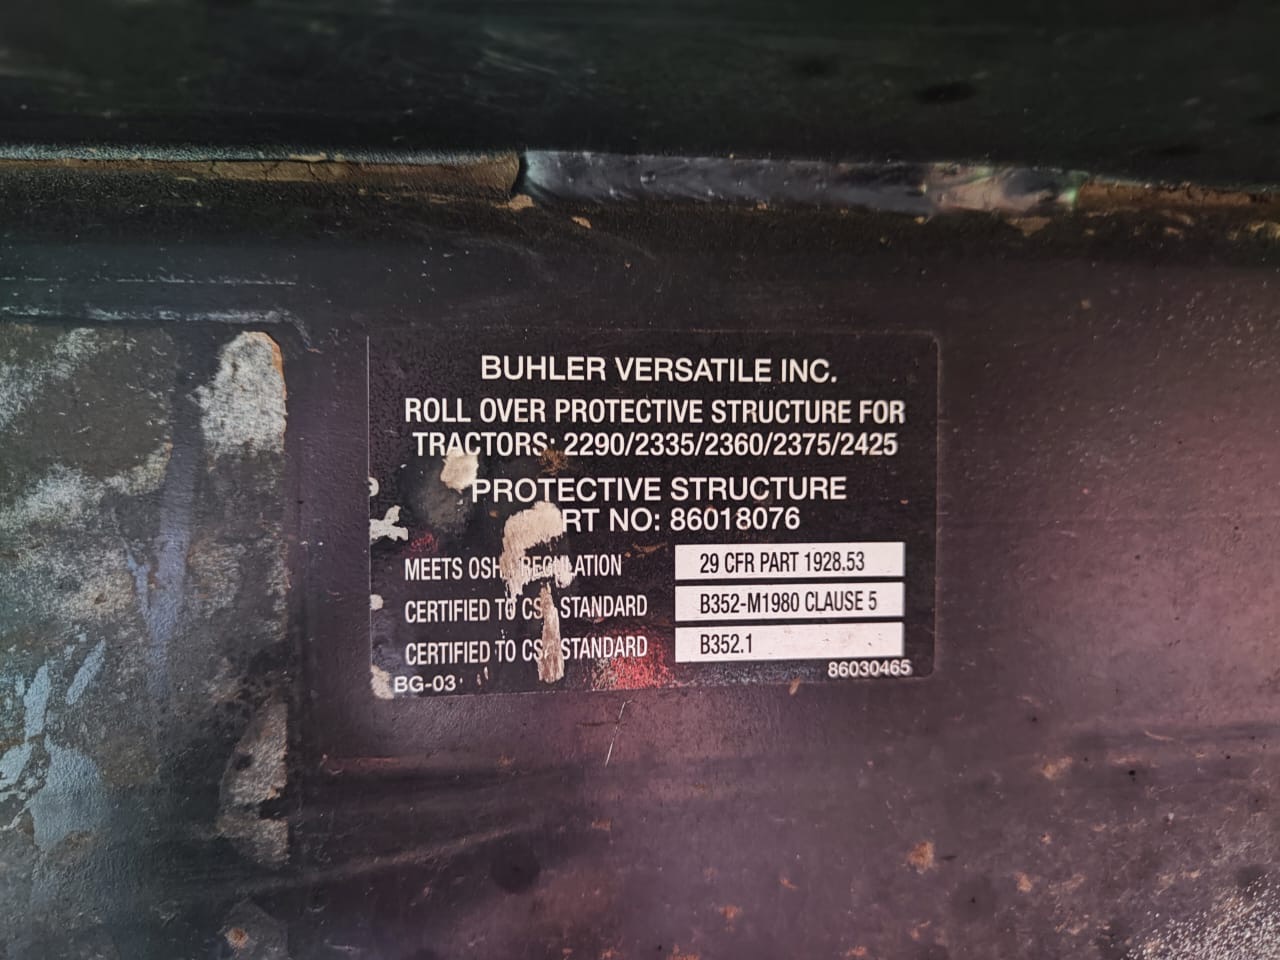 BUHLER VERSATILE INC.
ROLL OVER PROTECTIVE STRUCTURE FOR
TRACTORS: 2290/2335/2360/2375/2425
PROTECTIVE STRUCTURE
RT NO: 86018076
MEETS OSH REGULATION 29 CFR PART 1928.53
CERTIFIED TO CS STANDARD B352-M1980 CLAUSE 5
CERTIFIED TO CSA STANDARD B352.1
BG-03 86030465